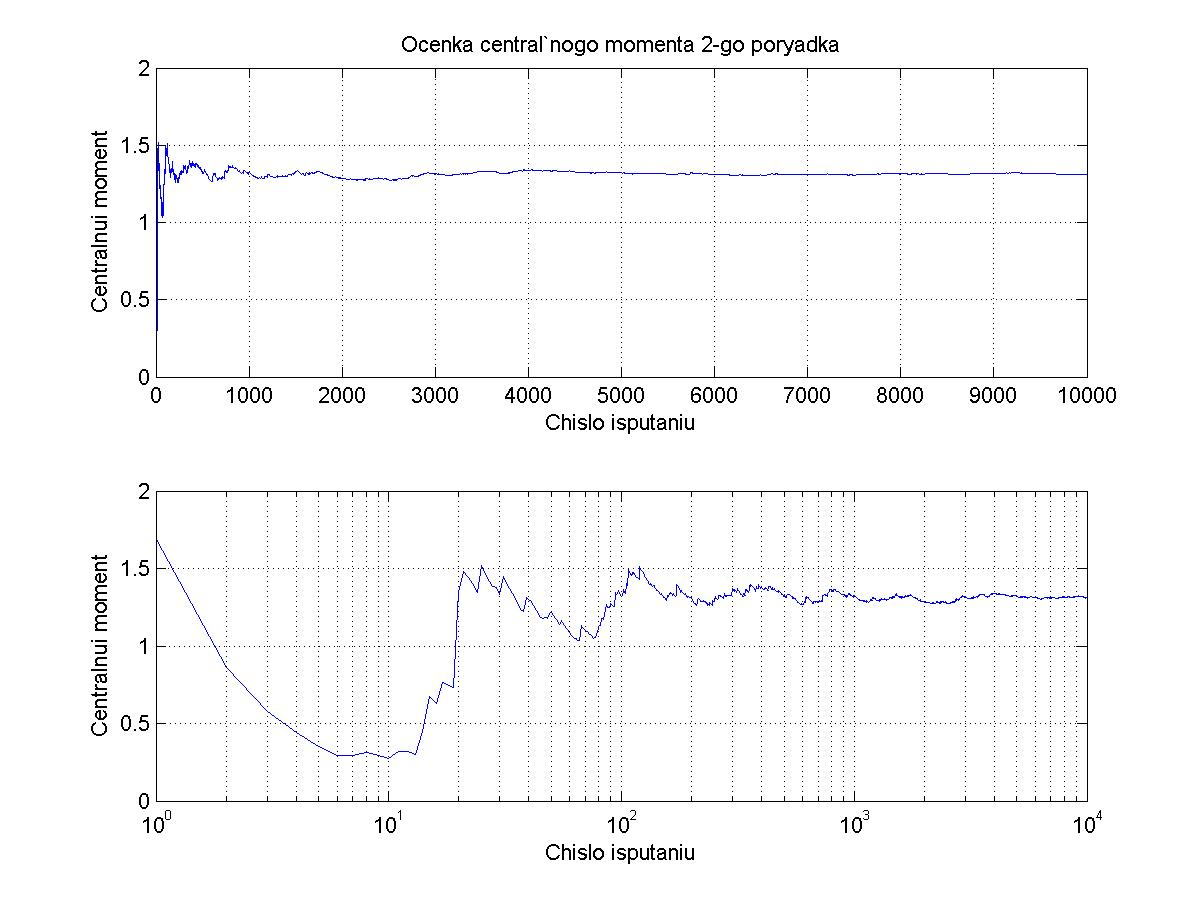 Ocenka central`nogo momenta 2-go poryadka
2
1.5
1
0.5
0
Centralnui moment
0 1000 2000 3000 4000 5000 6000 7000 8000 9000 10000
Chislo isputaniu
2
1.5
1
0.5
0
Centralnui moment
10^0 10^1 10^2 10^3 10^4
Chislo isputaniu